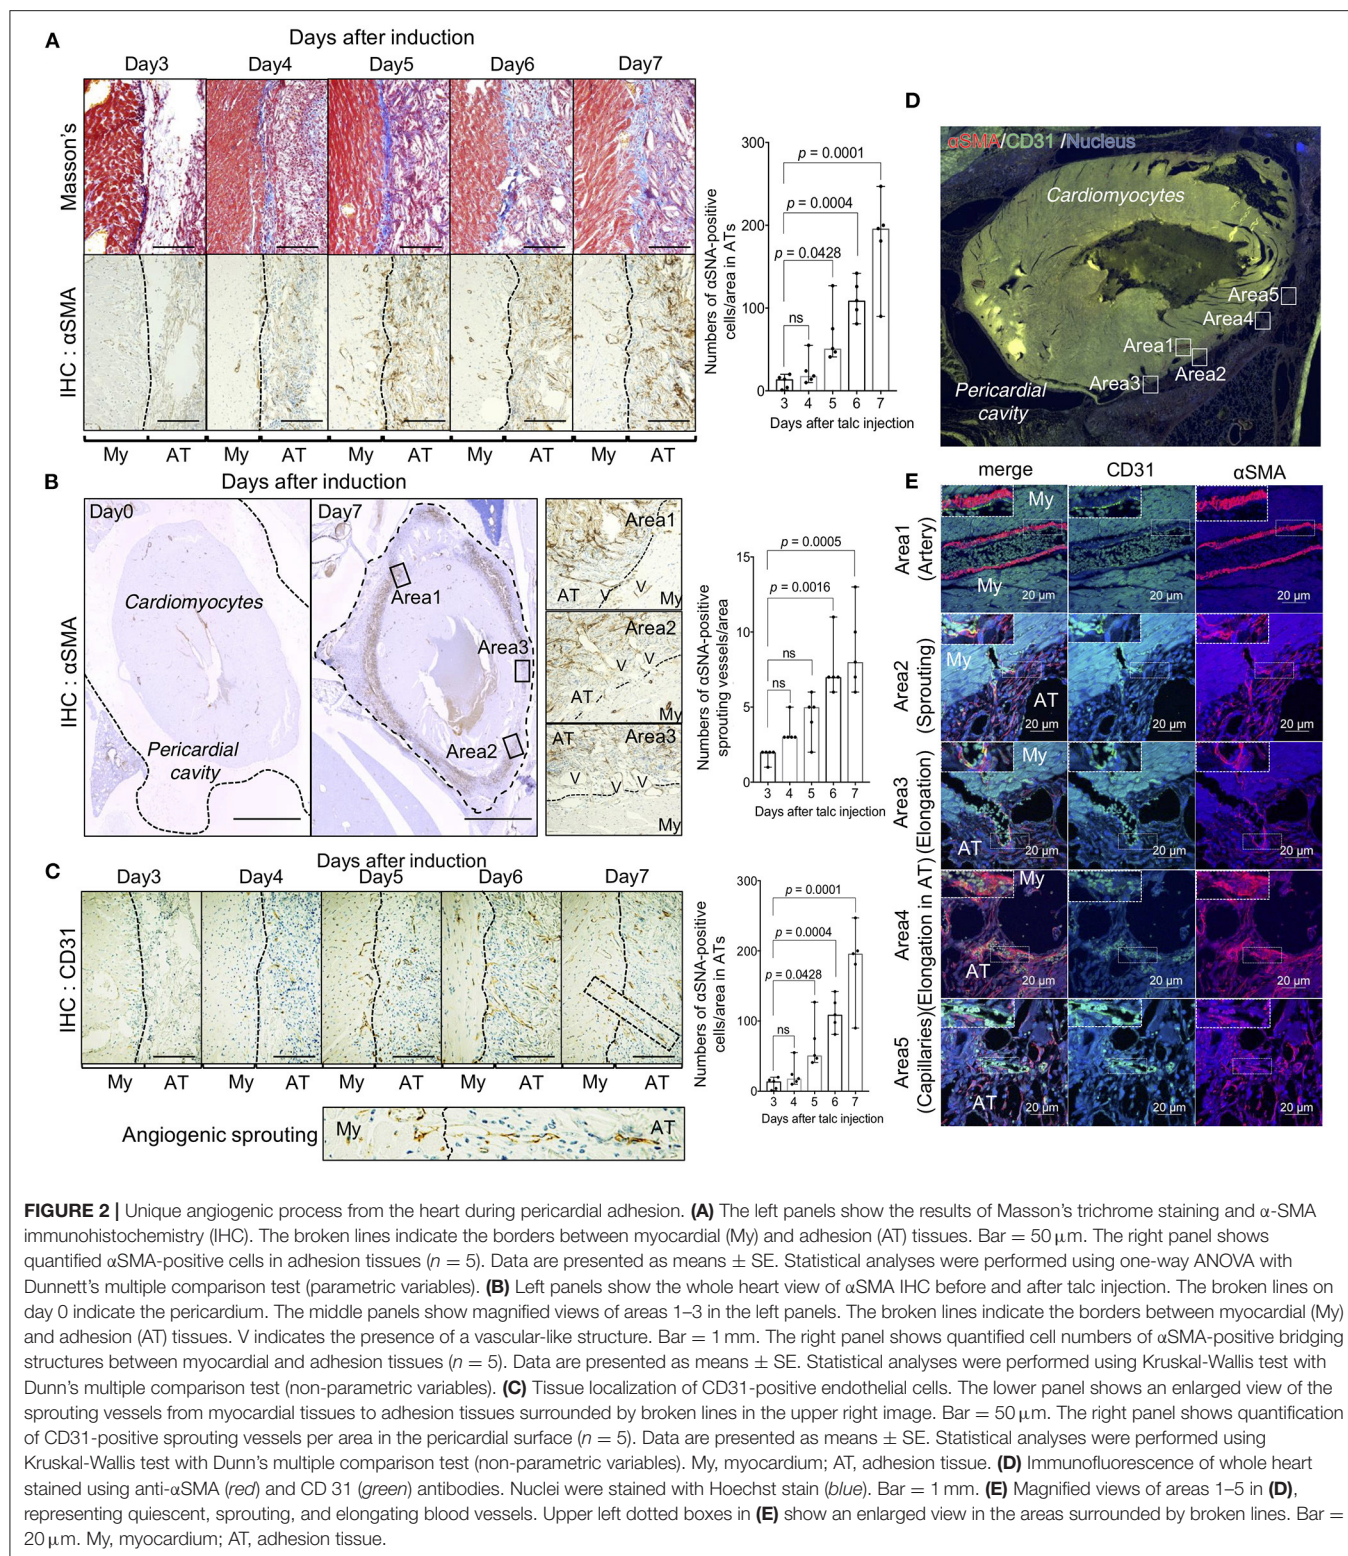 A
Days after induction
Day3 Day4 Day5 Day6 Day7
Masson's
IHC : αSMA
My AT My AT My AT My AT My AT
Numbers of αSNA-positive
cells/area in ATs
300
200
100
0
p = 0.0001
p = 0.0004
p = 0.0428
ns
3 4 5 6 7
Days after talc injection
B
Days after induction
IHC : αSMA
Day0
Cardiomyocytes
Pericardial
cavity
Day7
Area1
Area3
Area2
Area1
AT V V My
Area2
V V
AT
My
Area3
AT
V V V
My
Numbers of αSNA-positive
sprouting vessels/area
15
10
5
0
p = 0.0005
p = 0.0016
ns
ns
3 4 5 6 7
Days after talc injection
C
Days after induction
Day3 Day4 Day5 Day6 Day7
IHC : CD31
My AT My AT My AT My AT My AT
Angiogenic sprouting
My AT
Numbers of αSNA-positive
cells/area in ATs
300
200
100
0
p = 0.0001
p = 0.0004
p = 0.0428
ns
3 4 5 6 7
Days after talc injection
D
αSMA/CD31 /Nucleus
Cardiomyocytes
Area5
Area4
Area1
Area2
Area3
Pericardial
cavity
E
merge CD31 αSMA
Area1
(Artery)
My
My
20 µm 20 µm 20 µm
Area2
(Sprouting)
My
AT
20 µm 20 µm 20 µm
Area3
(Elongation)
My
AT
20 µm 20 µm 20 µm
Area4
(Elongation in AT)
My
AT
20 µm 20 µm 20 µm
Area5
(Capillaries)
AT
20 µm 20 µm 20 µm
FIGURE 2 | Unique angiogenic process from the heart during pericardial adhesion. (A) The left panels show the results of Masson's trichrome staining and α-SMA
immunohistochemistry (IHC). The broken lines indicate the borders between myocardial (My) and adhesion (AT) tissues. Bar = 50 µm. The right panel shows
quantified αSMA-positive cells in adhesion tissues (n = 5). Data are presented as means ± SE. Statistical analyses were performed using one-way ANOVA with
Dunnett's multiple comparison test (parametric variables). (B) Left panels show the whole heart view of αSMA IHC before and after talc injection. The broken lines on
day 0 indicate the pericardium. The middle panels show magnified views of areas 1–3 in the left panels. The broken lines indicate the borders between myocardial (My)
and adhesion (AT) tissues. V indicates the presence of a vascular-like structure. Bar = 1 mm. The right panel shows quantified cell numbers of αSMA-positive bridging
structures between myocardial and adhesion tissues (n = 5). Data are presented as means ± SE. Statistical analyses were performed using Kruskal-Wallis test with
Dunn's multiple comparison test (non-parametric variables). (C) Tissue localization of CD31-positive endothelial cells. The lower panel shows an enlarged view of the
sprouting vessels from myocardial tissues to adhesion tissues surrounded by broken lines in the upper right image. Bar = 50 µm. The right panel shows quantification
of CD31-positive sprouting vessels per area in the pericardial surface (n = 5). Data are presented as means ± SE. Statistical analyses were performed using
Kruskal-Wallis test with Dunn's multiple comparison test (non-parametric variables). My, myocardium; AT, adhesion tissue. (D) Immunofluorescence of whole heart
stained using anti-αSMA (red) and CD 31 (green) antibodies. Nuclei were stained with Hoechst stain (blue). Bar = 1 mm. (E) Magnified views of areas 1–5 in (D),
representing quiescent, sprouting, and elongating blood vessels. Upper left dotted boxes in (E) show an enlarged view in the areas surrounded by broken lines. Bar =
20 µm. My, myocardium; AT, adhesion tissue.